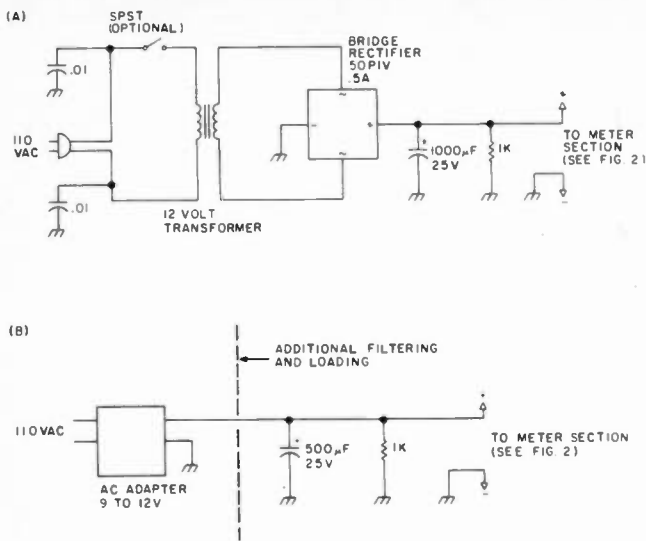 (A)
SPST
(OPTIONAL)
.01
110
VAC
.01
12 VOLT
TRANSFORMER
BRIDGE
RECTIFIER
50PIV
.5A
~
-
+
~
+
1000µF
25V
1K
+
TO METER
SECTION
(SEE FIG. 2)
-
(B)
ADDITIONAL FILTERING
AND LOADING
110VAC
AC ADAPTER
9 TO 12V
+
500µF
25V
1K
+
TO METER SECTION
(SEE FIG. 2)
-